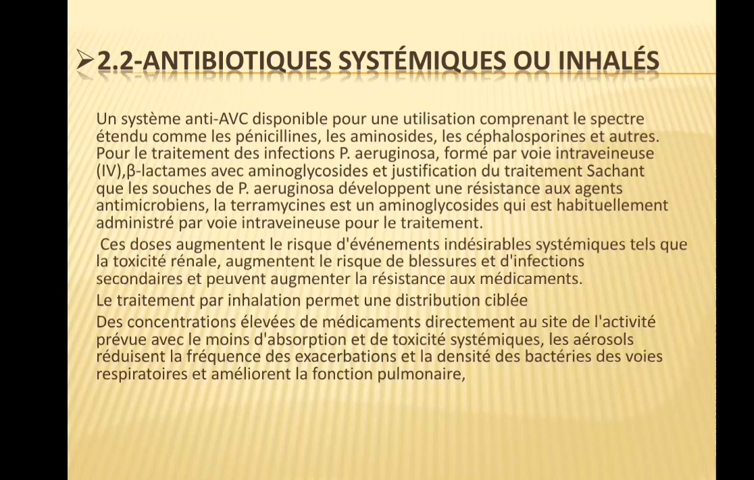 ➢2.2-ANTIBIOTIQUES SYSTÉMIQUES OU INHALÉS
Un système anti-AVC disponible pour une utilisation comprenant le spectre
étendu comme les pénicillines, les aminosides, les céphalosporines et autres.
Pour le traitement des infections P. aeruginosa, formé par voie intraveineuse
(IV),β-lactames avec aminoglycosides et justification du traitement Sachant
que les souches de P. aeruginosa développent une résistance aux agents
antimicrobiens, la terramycines est un aminoglycosides qui est habituellement
administré par voie intraveineuse pour le traitement.
Ces doses augmentent le risque d'événements indésirables systémiques tels que
la toxicité rénale, augmentent le risque de blessures et d'infections
secondaires et peuvent augmenter la résistance aux médicaments.
Le traitement par inhalation permet une distribution ciblée
Des concentrations élevées de médicaments directement au site de l'activité
prévue avec le moins d'absorption et de toxicité systémiques, les aérosols
réduisent la fréquence des exacerbations et la densité des bactéries des voies
respiratoires et améliorent la fonction pulmonaire,